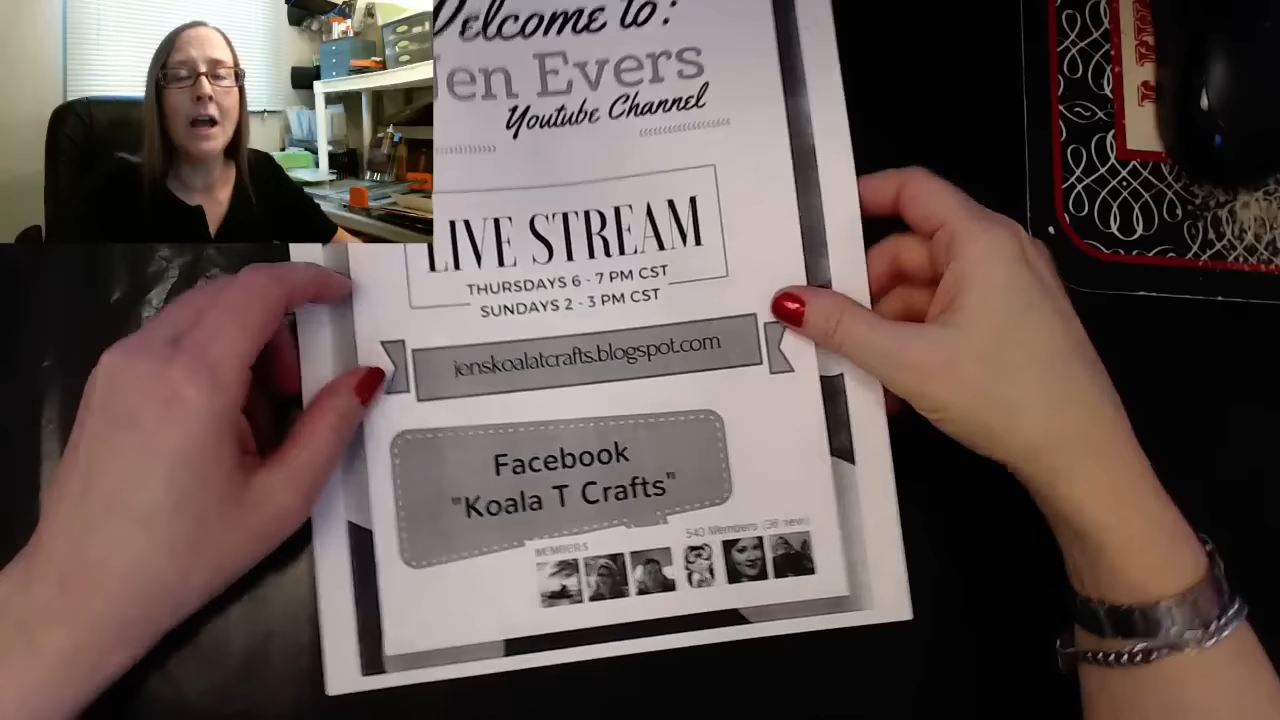 Welcome to:
Jen Evers
Youtube Channel
LIVE STREAM
THURSDAYS 6 - 7 PM CST
SUNDAYS 2 - 3 PM CST
jenskoalatcrafts.blogspot.com
Facebook
"Koala T Crafts"
MEMBERS
543 Members (36 new)